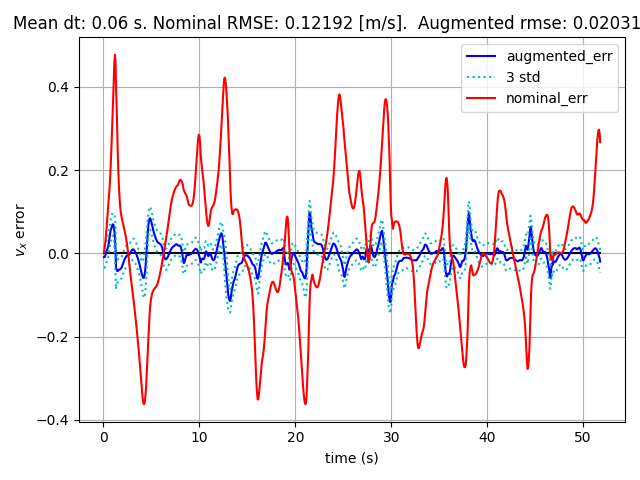 Mean dt: 0.06 s. Nominal RMSE: 0.12192 [m/s].  Augmented rmse: 0.02031
augmented_err
3 std
nominal_err
0.4
0.2
0.0
−0.2
−0.4
vₓ error
0 10 20 30 40 50
time (s)